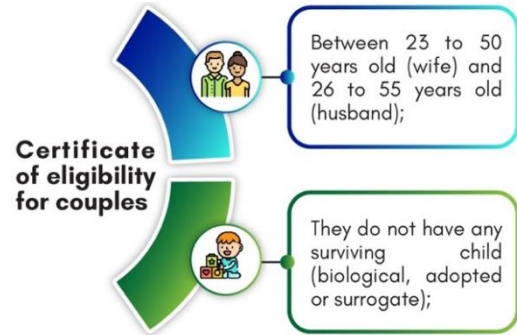 Certificate
of eligibility
for couples
Between 23 to 50
years old (wife) and
26 to 55 years old
(husband);
They do not have any
surviving child
(biological, adopted
or surrogate);